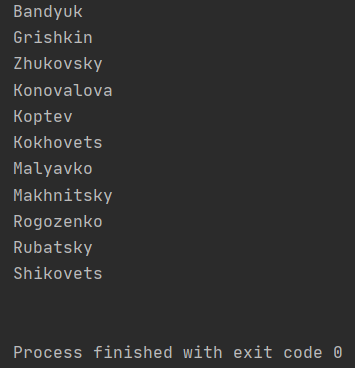 Bandyuk
Grishkin
Zhukovsky
Konovalova
Koptev
Kokhovets
Malyavko
Makhnitsky
Rogozenko
Rubatsky
Shikovets
Process finished with exit code 0